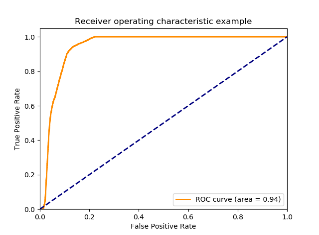 Receiver operating characteristic example
True Positive Rate
1.0
0.8
0.6
0.4
0.2
0.0
ROC curve (area = 0.94)
0.0 0.2 0.4 0.6 0.8 1.0
False Positive Rate